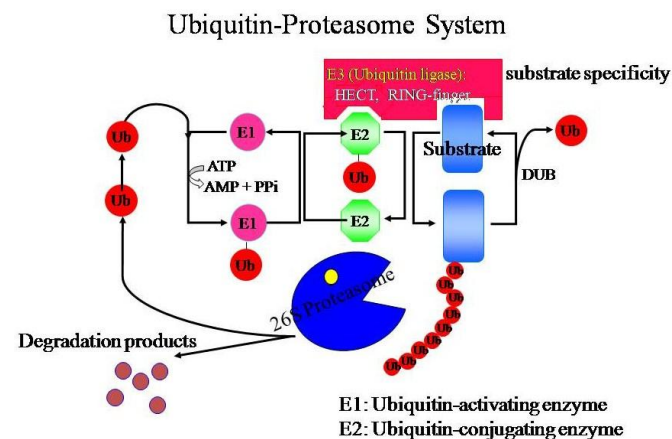 Ubiquitin-Proteasome System
E3 (Ubiquitin ligase):
HECT, RING-finger
substrate specificity
Ub
E1
E2
Ub
Substrate
ATP
AMP + PPi
Ub
DUB
Ub
E1
E2
Ub
26S Proteasome
Ub
Ub
Ub
Ub
Ub
Ub
Ub
Ub
Degradation products
E1: Ubiquitin-activating enzyme
E2: Ubiquitin-conjugating enzyme